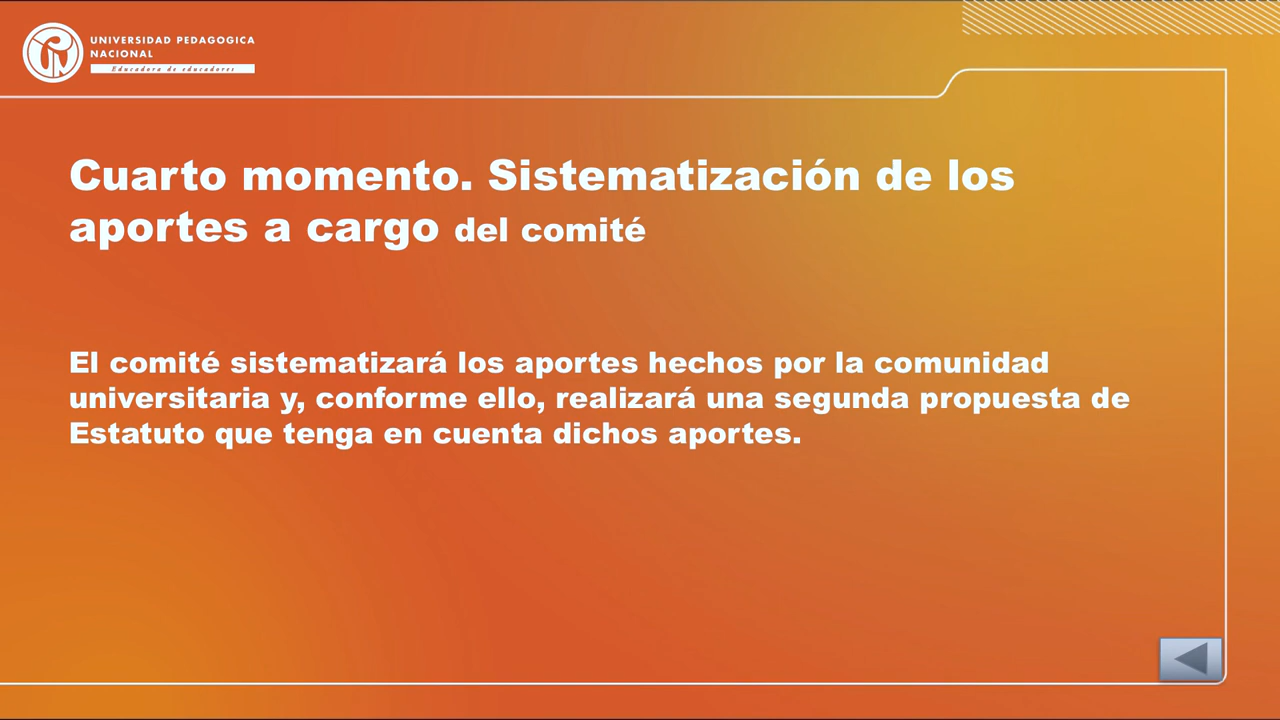 UNIVERSIDAD PEDAGOGICA
NACIONAL
Educadora de educadores
Cuarto momento. Sistematización de los
aportes a cargo del comité
El comité sistematizará los aportes hechos por la comunidad
universitaria y, conforme ello, realizará una segunda propuesta de
Estatuto que tenga en cuenta dichos aportes.